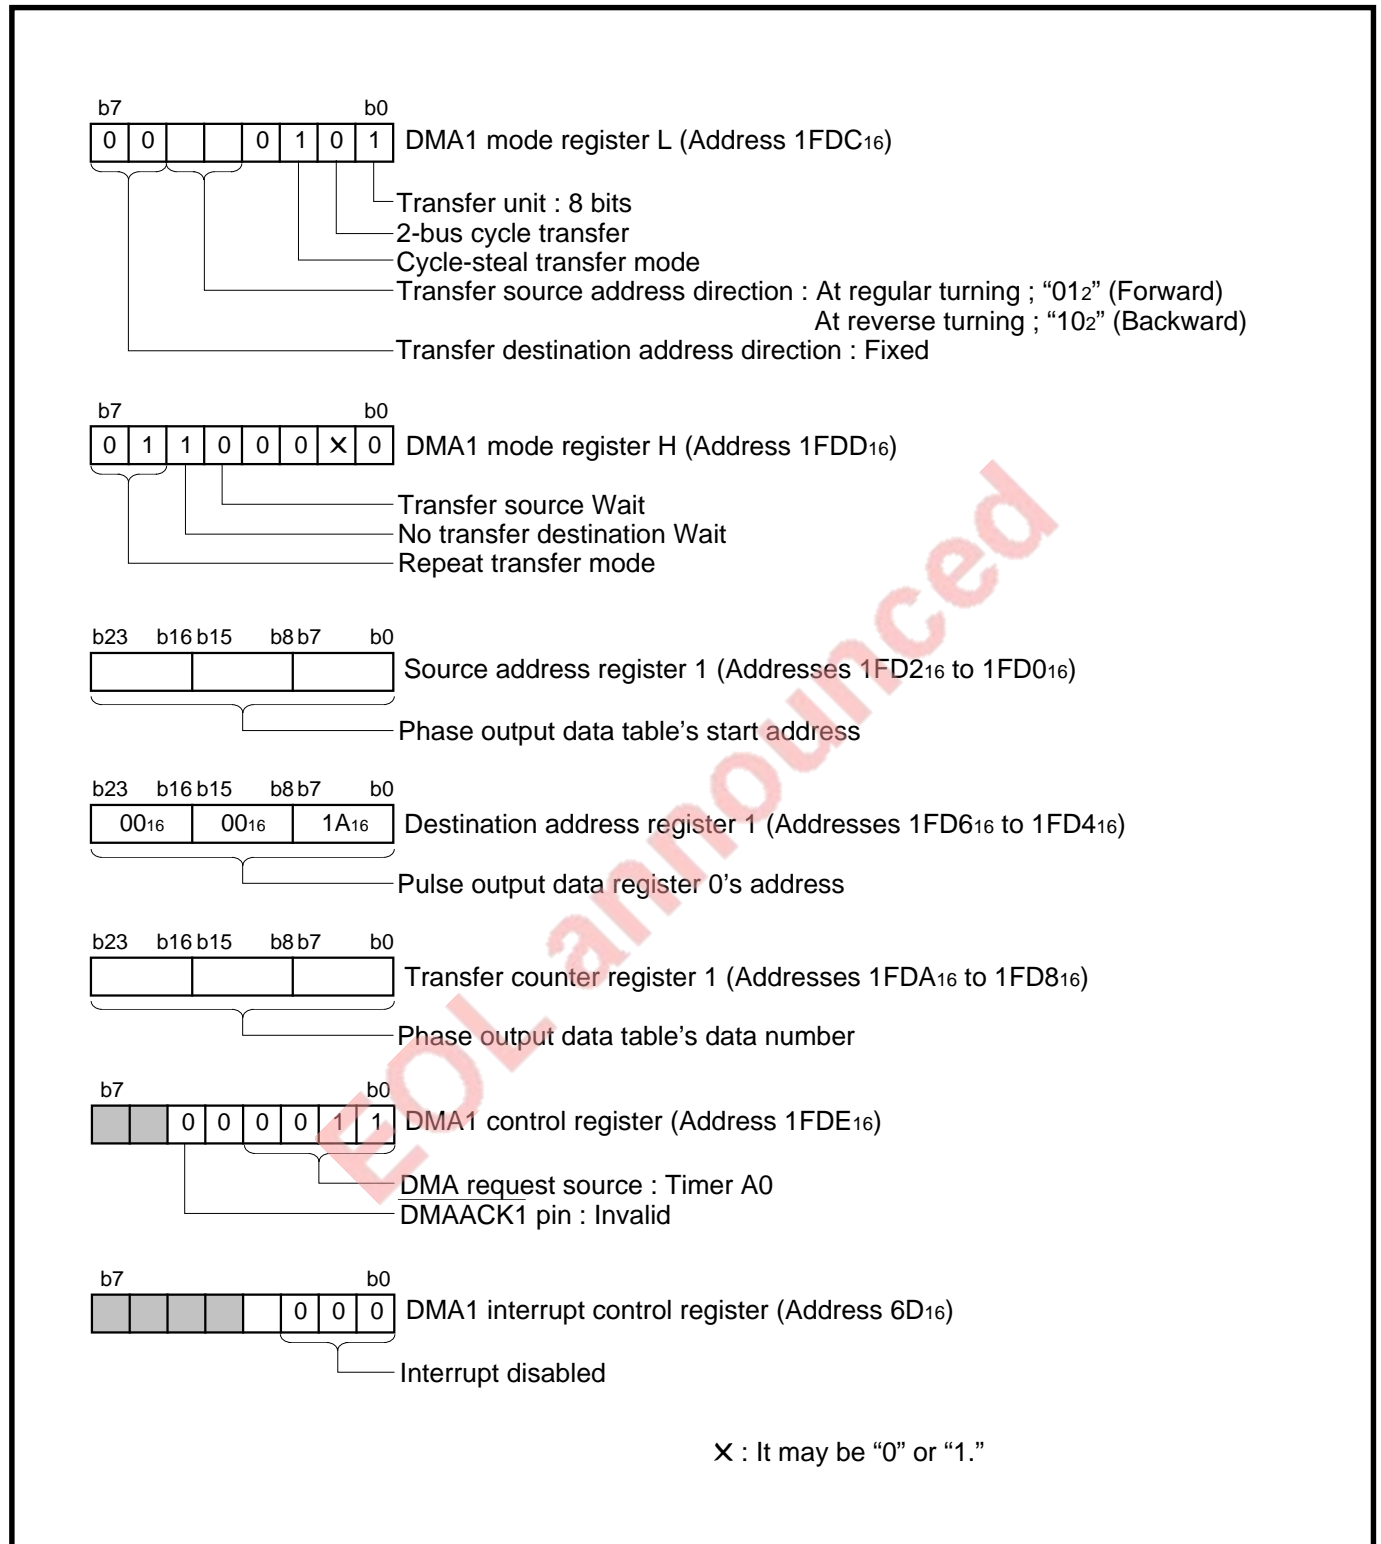 b7 b0
0 0 0 1 0 1 DMA1 mode register L (Address 1FDC16)
Transfer unit : 8 bits
2-bus cycle transfer
Cycle-steal transfer mode
Transfer source address direction : At regular turning ; “012” (Forward)
At reverse turning ; “102” (Backward)
Transfer destination address direction : Fixed
b7 b0
0 1 1 0 0 0 ✕ 0 DMA1 mode register H (Address 1FDD16)
Transfer source Wait
No transfer destination Wait
Repeat transfer mode
b23 b16 b15 b8 b7 b0
Source address register 1 (Addresses 1FD216 to 1FD016)
Phase output data table’s start address
b23 b16 b15 b8 b7 b0
0016 0016 1A16 Destination address register 1 (Addresses 1FD616 to 1FD416)
Pulse output data register 0’s address
b23 b16 b15 b8 b7 b0
Transfer counter register 1 (Addresses 1FDA16 to 1FD816)
Phase output data table’s data number
b7 b0
0 0 0 0 1 1 DMA1 control register (Address 1FDE16)
DMA request source : Timer A0
DMAACK1 pin : Invalid
b7 b0
0 0 0 DMA1 interrupt control register (Address 6D16)
Interrupt disabled
✕ : It may be “0” or “1.”
EOL announced